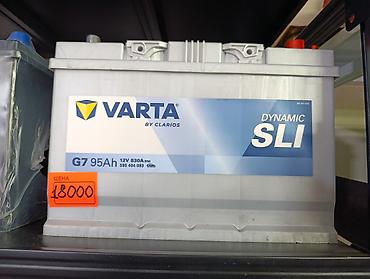 VARTA
BY CLARIOS
DYNAMIC
SLI
G7 95Ah
12V 830A
595 404 083
ЦЕНА
18000